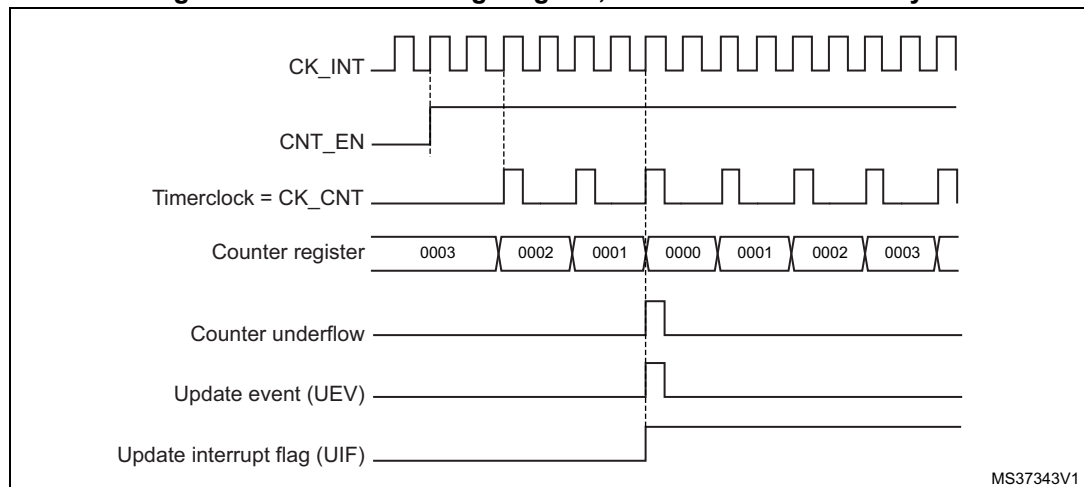 CK_INT
CNT_EN
Timerclock = CK_CNT
Counter register 0003 0002 0001 0000 0001 0002 0003
Counter underflow
Update event (UEV)
Update interrupt flag (UIF)
MS37343V1